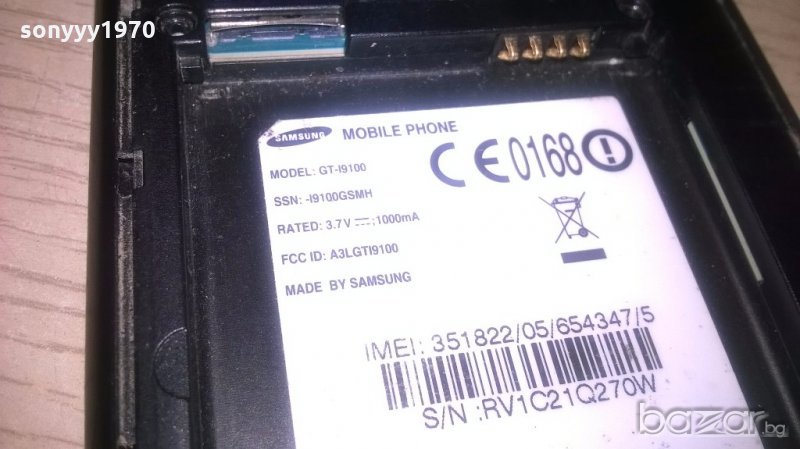 sonyyy1970
SAMSUNG MOBILE PHONE
MODEL: GT-I9100
SSN: -I9100GSMH
RATED: 3.7V ⎓;1000mA
FCC ID: A3LGTI9100
MADE BY SAMSUNG
CE0168
IMEI: 351822/05/654347/5
S/N :RV1C21Q270W
bazar.bg